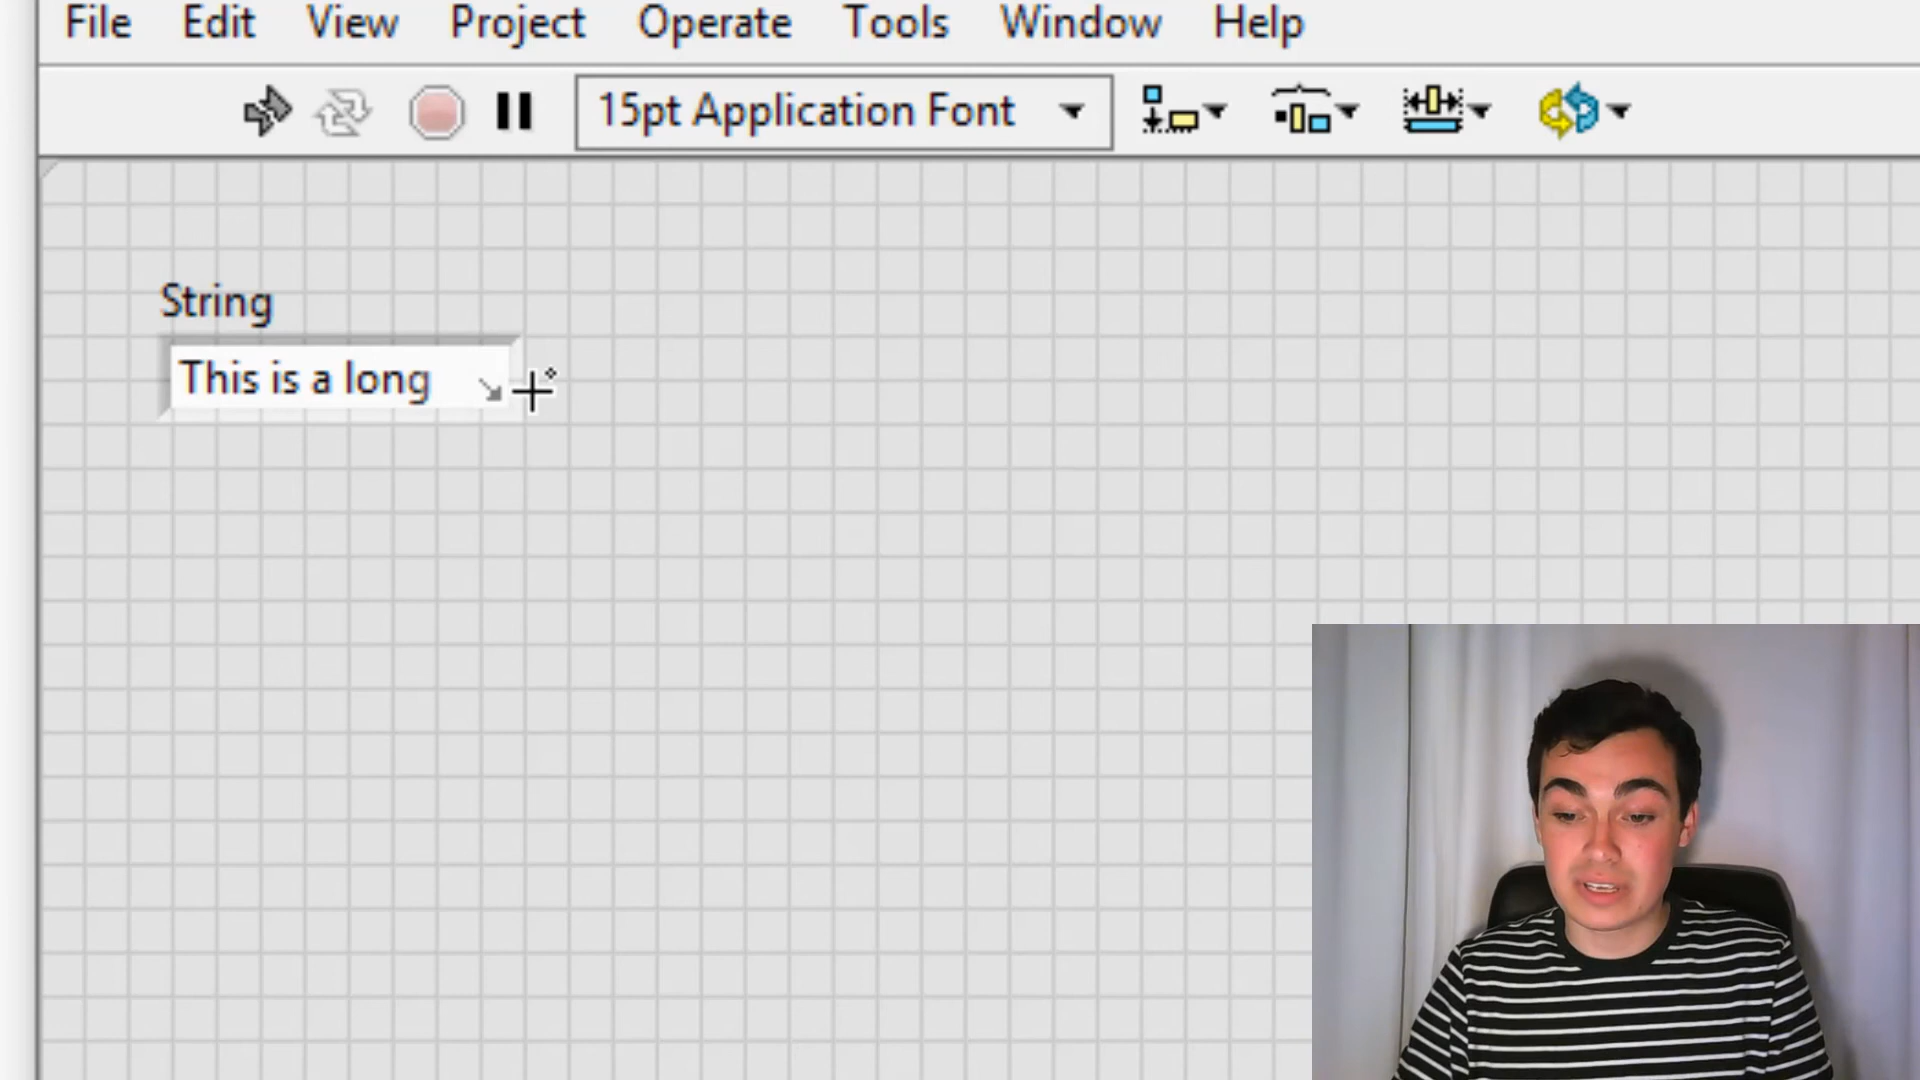 File Edit View Project Operate Tools Window Help
15pt Application Font
String
This is a long